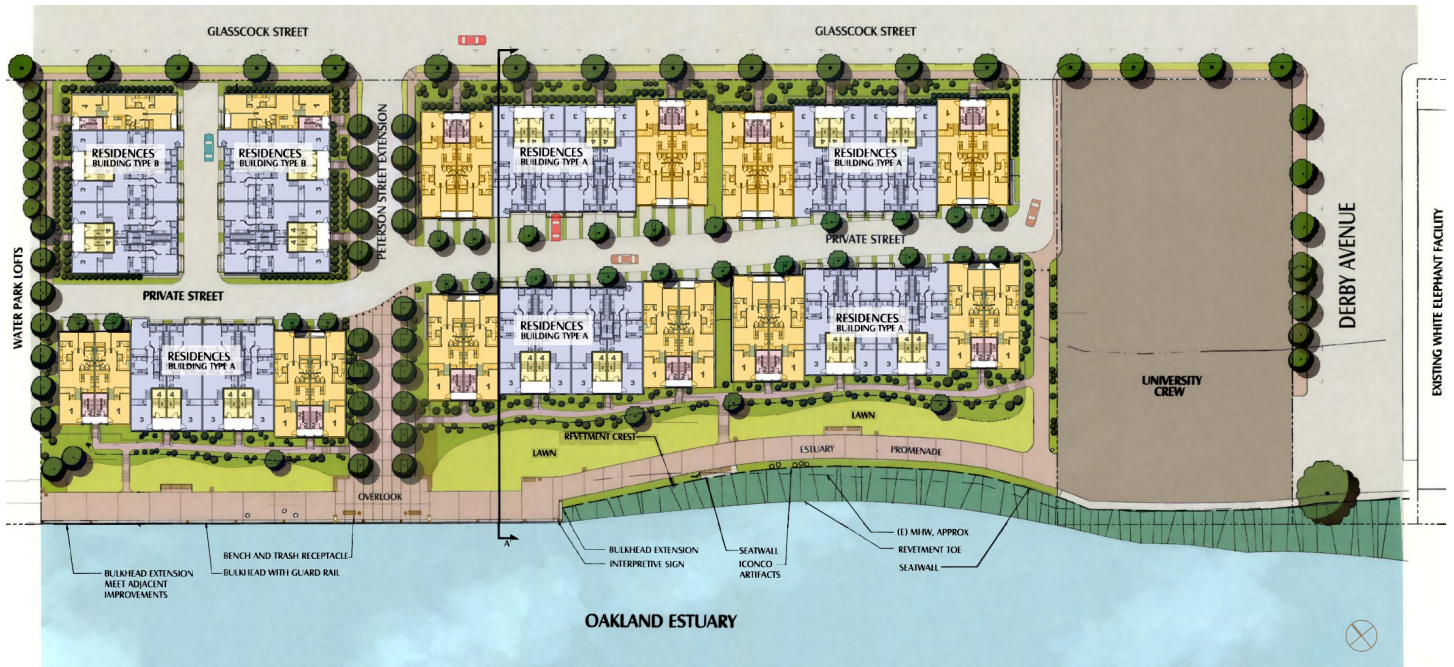 GLASSCOCK STREET
GLASSCOCK STREET
RESIDENCES
BUILDING TYPE B
RESIDENCES
BUILDING TYPE B
PETERSON STREET EXTENSION
RESIDENCES
BUILDING TYPE A
RESIDENCES
BUILDING TYPE A
WATER PARK LOFTS
PRIVATE STREET
PRIVATE STREET
DERBY AVENUE
EXISTING WHITE ELEPHANT FACILITY
RESIDENCES
BUILDING TYPE A
RESIDENCES
BUILDING TYPE A
RESIDENCES
BUILDING TYPE A
UNIVERSITY
CREW
LAWN
REVETMENT CREST
LAWN
ESTUARY PROMENADE
OVERLOOK
A'
BENCH AND TRASH RECEPTACLE
BULKHEAD WITH GUARD RAIL
BULKHEAD EXTENSION
MEET ADJACENT
IMPROVEMENTS
BULKHEAD EXTENSION
INTERPRETIVE SIGN
SEATWALL
ICONCO
ARTIFACTS
(E) MHW, APPROX
REVETMENT TOE
SEATWALL
OAKLAND ESTUARY